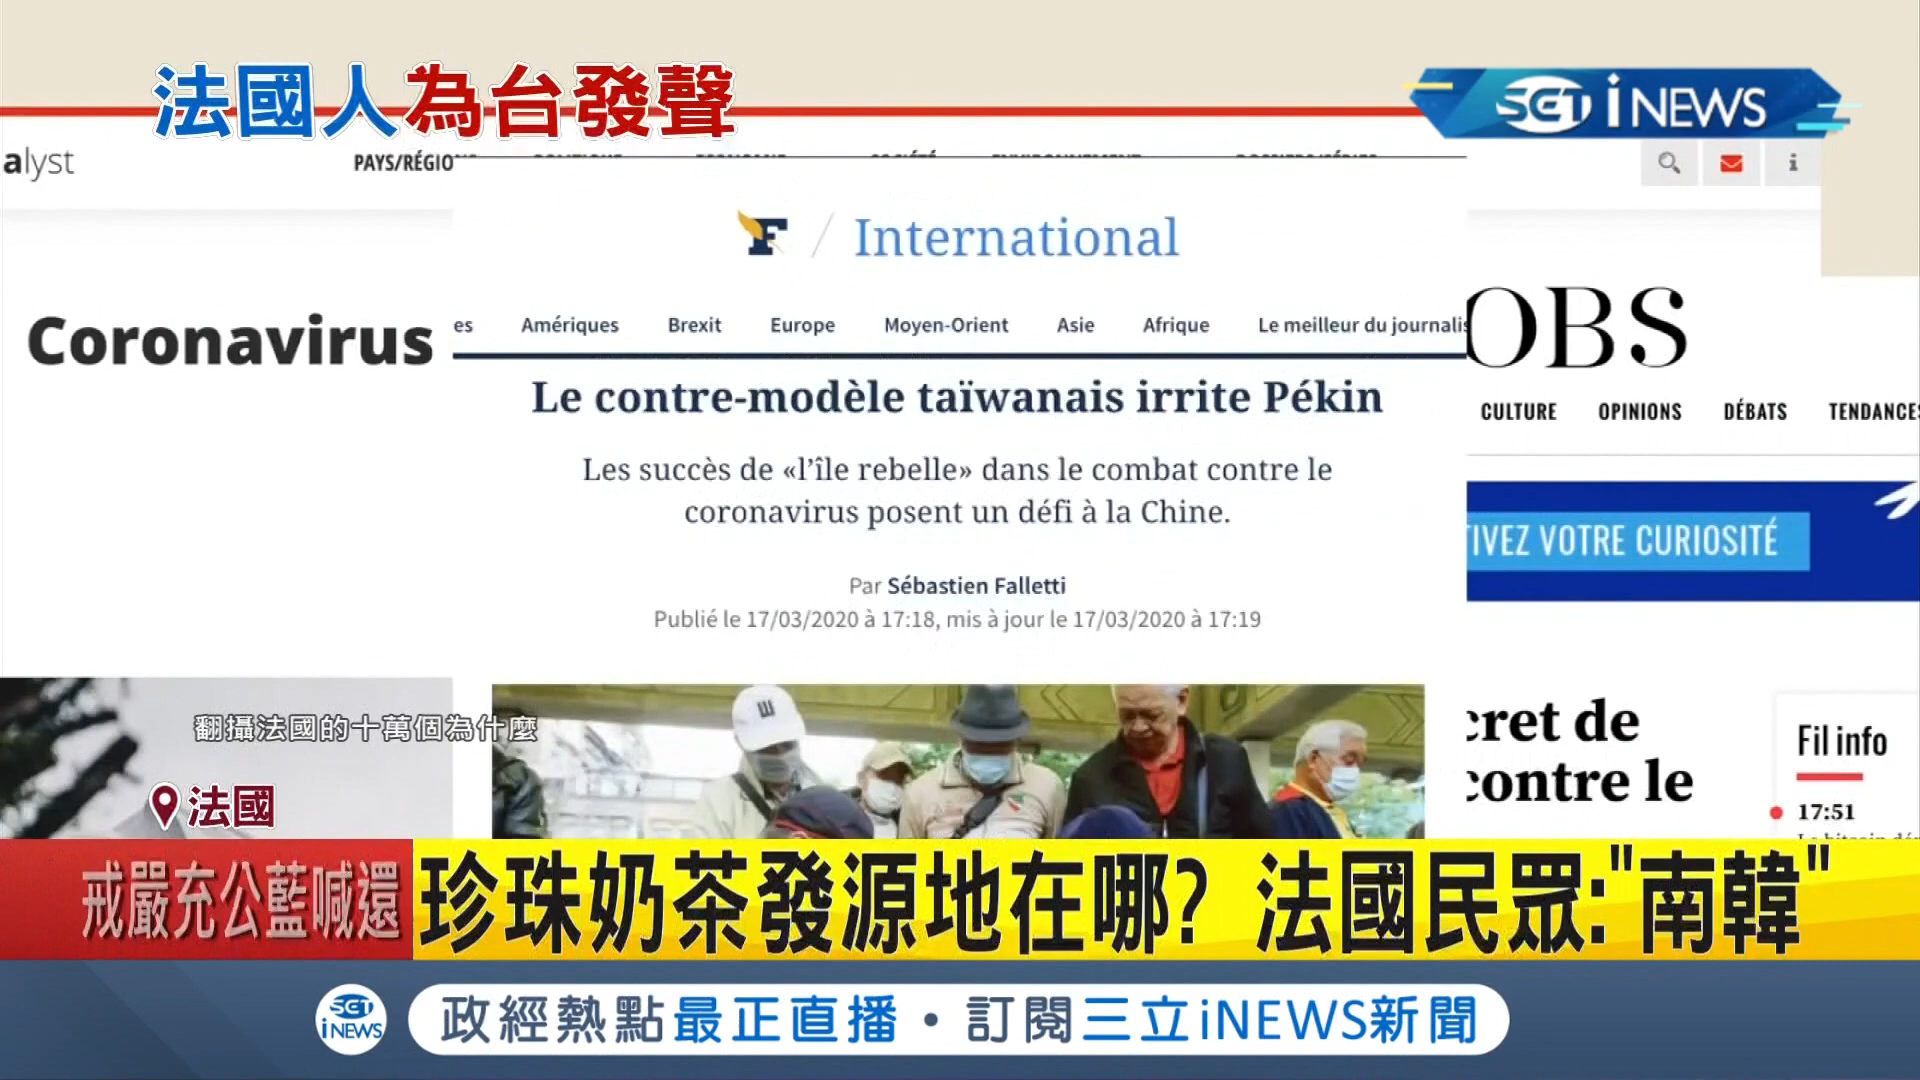 法國人為台發聲
SET iNEWS
alyst
PAYS/RÉGION
F / International
Coronavirus
es Amériques Brexit Europe Moyen-Orient Asie Afrique Le meilleur du journalis
OBS
Le contre-modèle taïwanais irrite Pékin
CULTURE OPINIONS DÉBATS TENDANCES
Les succès de «l'île rebelle» dans le combat contre le
coronavirus posent un défi à la Chine.
TIVEZ VOTRE CURIOSITÉ
Par Sébastien Falletti
Publié le 17/03/2020 à 17:18, mis à jour le 17/03/2020 à 17:19
cret de
contre le
Fil info
17:51
翻攝法國的十萬個為什麼
法國
戒嚴充公藍喊還
珍珠奶茶發源地在哪? 法國民眾:"南韓"
SET iNEWS
政經熱點最正直播・訂閱三立iNEWS新聞